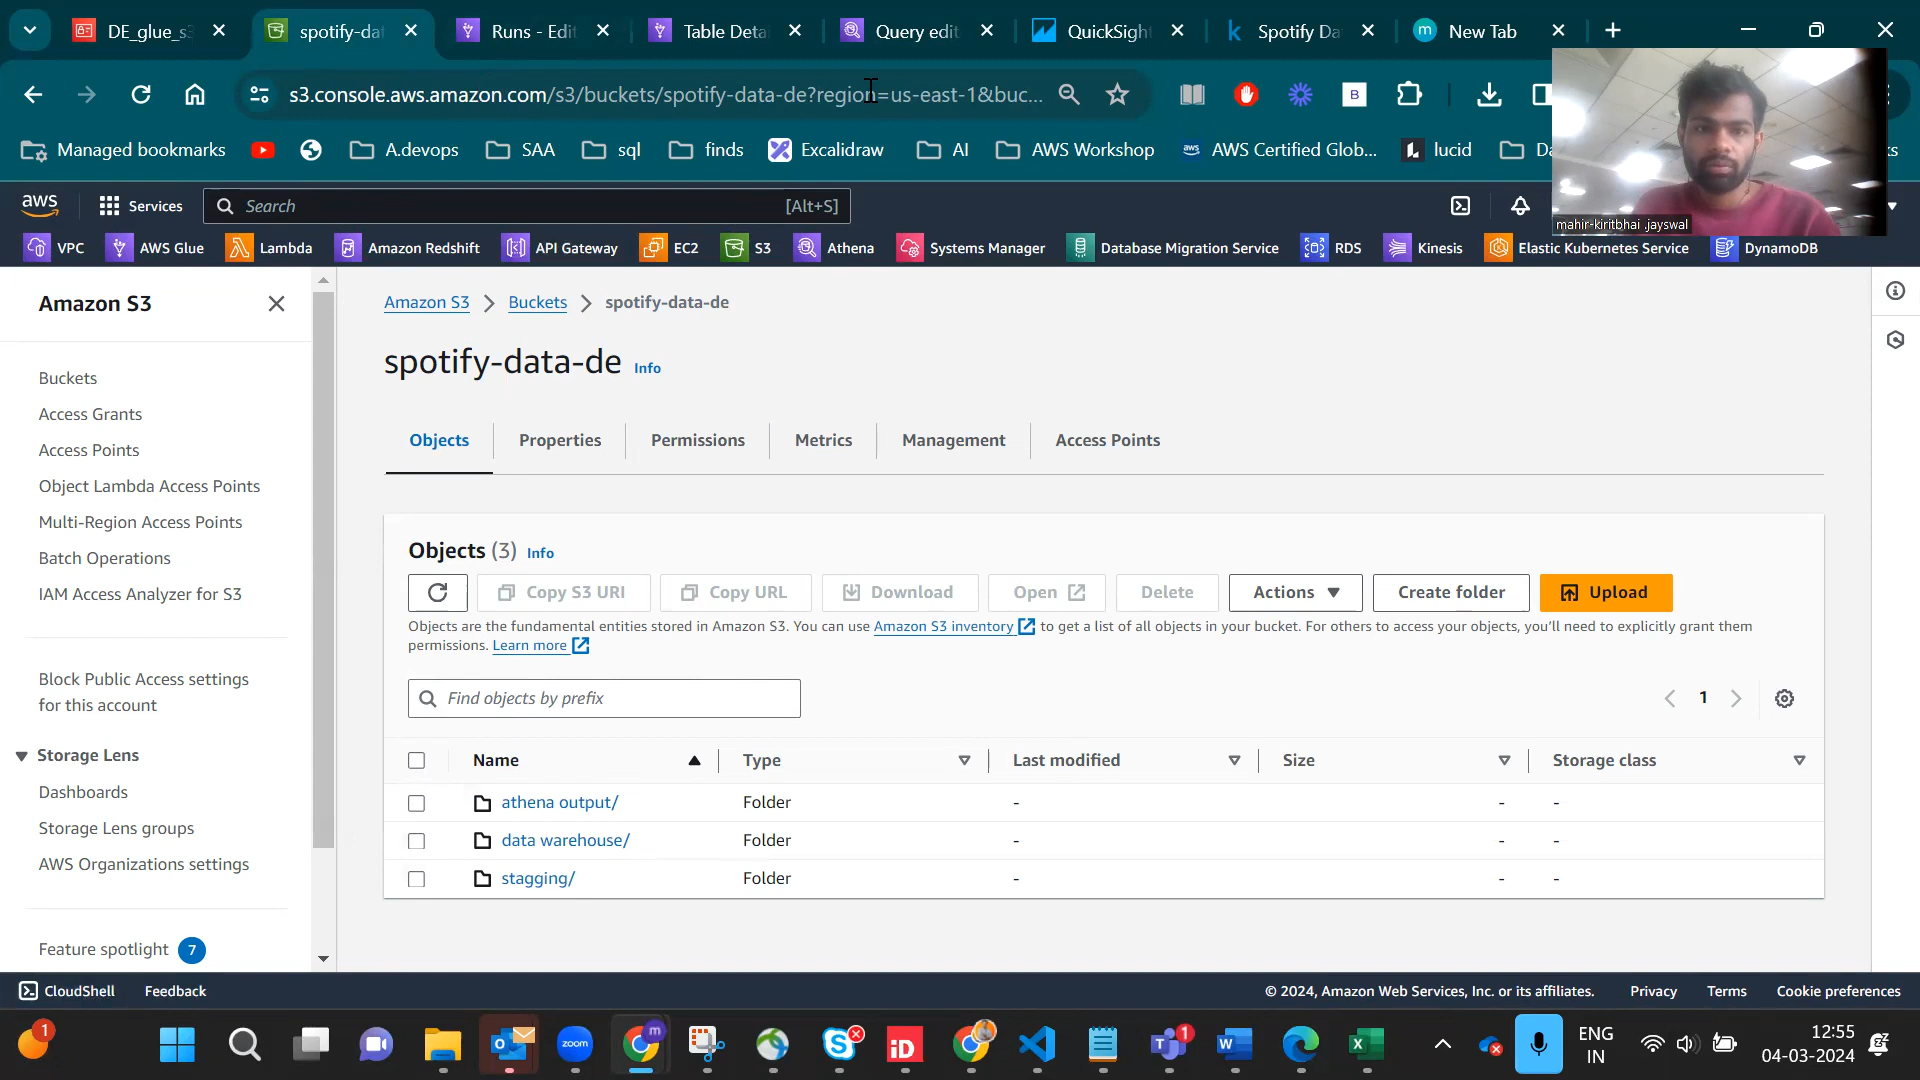 DE_glue_s3
spotify-dat
Runs - Edit
Table Deta
Query edit
QuickSigh
Spotify Da
New Tab
s3.console.aws.amazon.com/s3/buckets/spotify-data-de?region=us-east-1&buc...
B
Managed bookmarks
A.devops
SAA
sql
finds
Excalidraw
AI
AWS Workshop
aws
AWS Certified Glob...
lucid
aws
Services
Search
[Alt+S]
mahir-kiritbhai .jayswal
VPC
AWS Glue
Lambda
Amazon Redshift
API Gateway
EC2
S3
Athena
Systems Manager
Database Migration Service
RDS
Kinesis
Elastic Kubernetes Service
DynamoDB
Amazon S3
Buckets
Access Grants
Access Points
Object Lambda Access Points
Multi-Region Access Points
Batch Operations
IAM Access Analyzer for S3
Block Public Access settings
for this account
Storage Lens
Dashboards
Storage Lens groups
AWS Organizations settings
Feature spotlight 7
Amazon S3 > Buckets > spotify-data-de
spotify-data-de Info
Objects
Properties
Permissions
Metrics
Management
Access Points
Objects (3) Info
Copy S3 URI
Copy URL
Download
Open
Delete
Actions
Create folder
Upload
Objects are the fundamental entities stored in Amazon S3. You can use Amazon S3 inventory to get a list of all objects in your bucket. For others to access your objects, you'll need to explicitly grant them
permissions. Learn more
Find objects by prefix
1
Name Type Last modified Size Storage class
athena output/ Folder - - -
data warehouse/ Folder - - -
stagging/ Folder - - -
CloudShell
Feedback
© 2024, Amazon Web Services, Inc. or its affiliates.
Privacy
Terms
Cookie preferences
1
zoom
iD
1
ENG
IN
12:55
04-03-2024